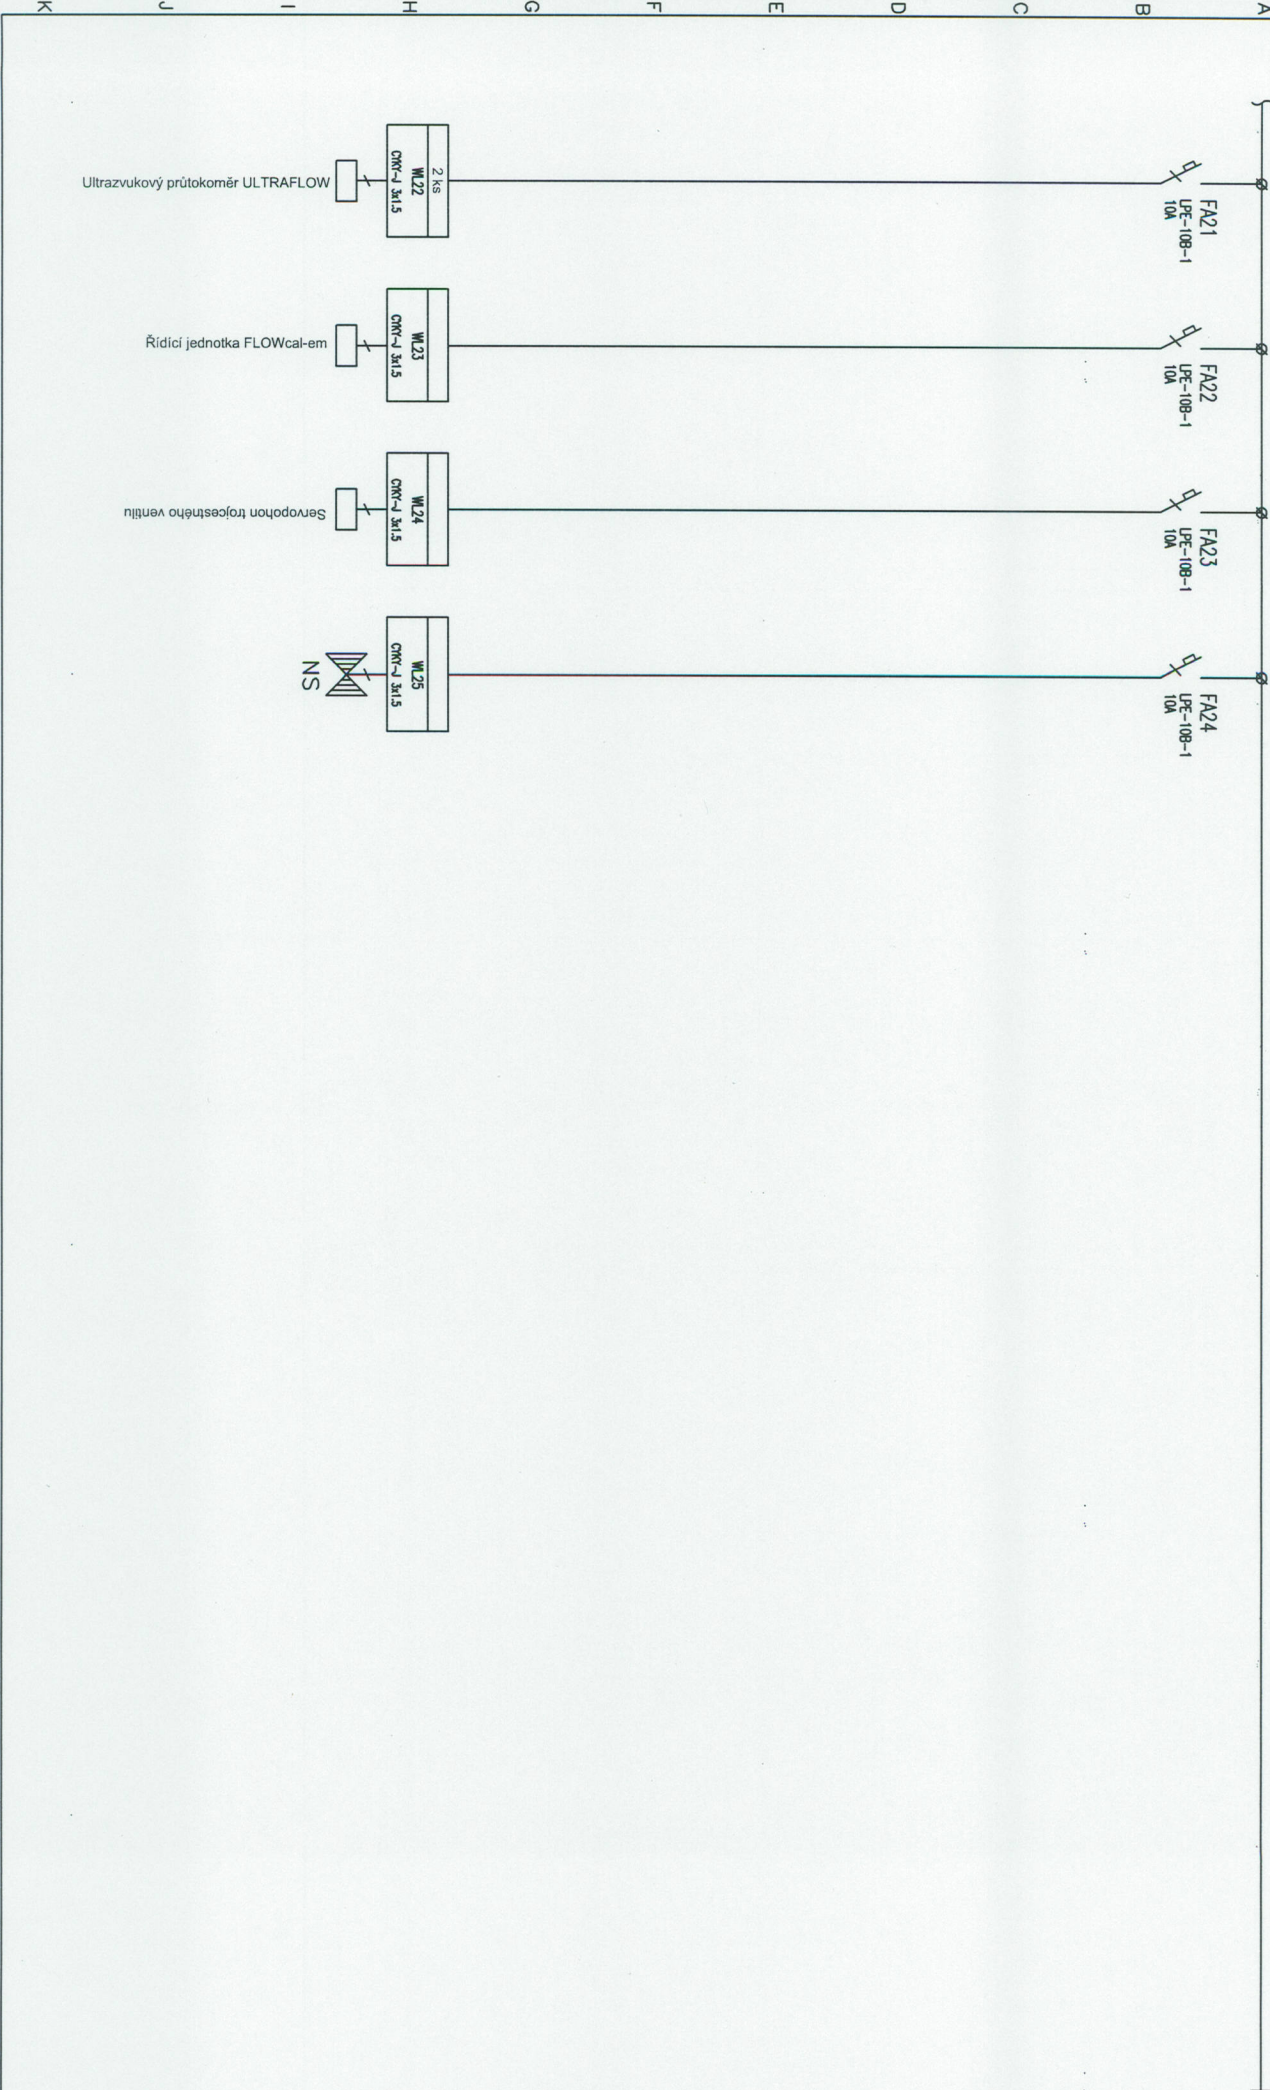 A
B
C
D
E
F
G
H
I
J
K
FA21
LPE-10B-1
10A
FA22
LPE-10B-1
10A
FA23
LPE-10B-1
10A
FA24
LPE-10B-1
10A
2 ks
WL22
CYKY-J 3x1.5
WL23
CYKY-J 3x1.5
WL24
CYKY-J 3x1.5
WL25
CYKY-J 3x1.5
Ultrazvukový průtokoměr ULTRAFLOW
Řídící jednotka FLOWcal-em
Servopohon trojcestného ventilu
NS